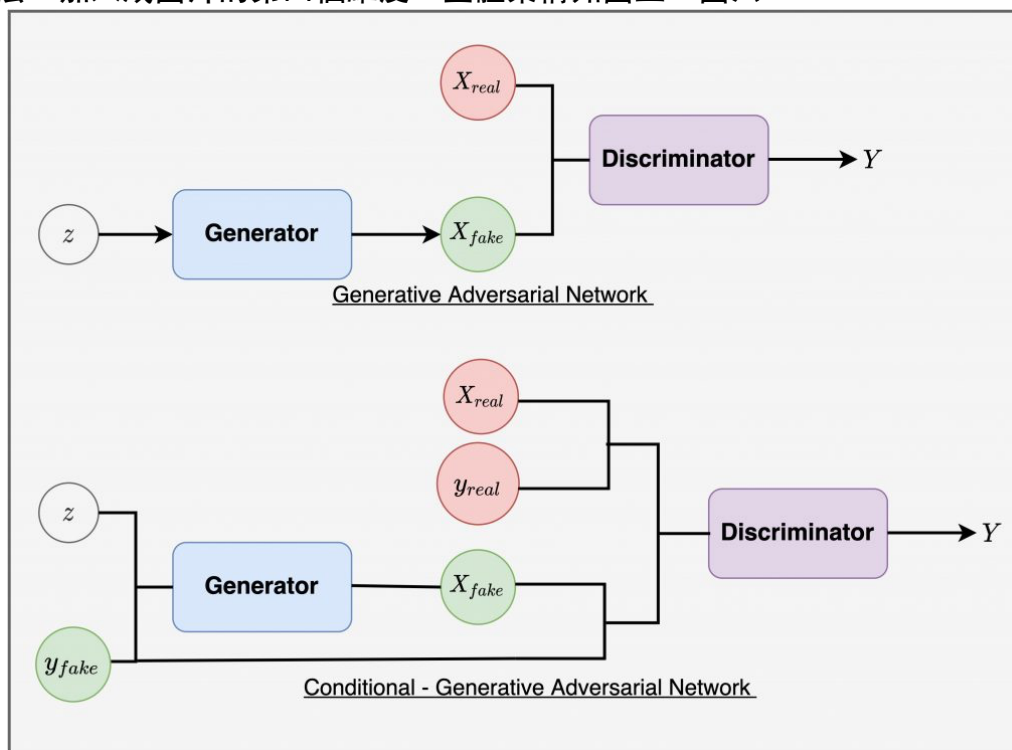 X_real
Discriminator
Y
z
Generator
X_fake
Generative Adversarial Network
X_real
y_real
z
Discriminator
Y
Generator
X_fake
y_fake
Conditional - Generative Adversarial Network